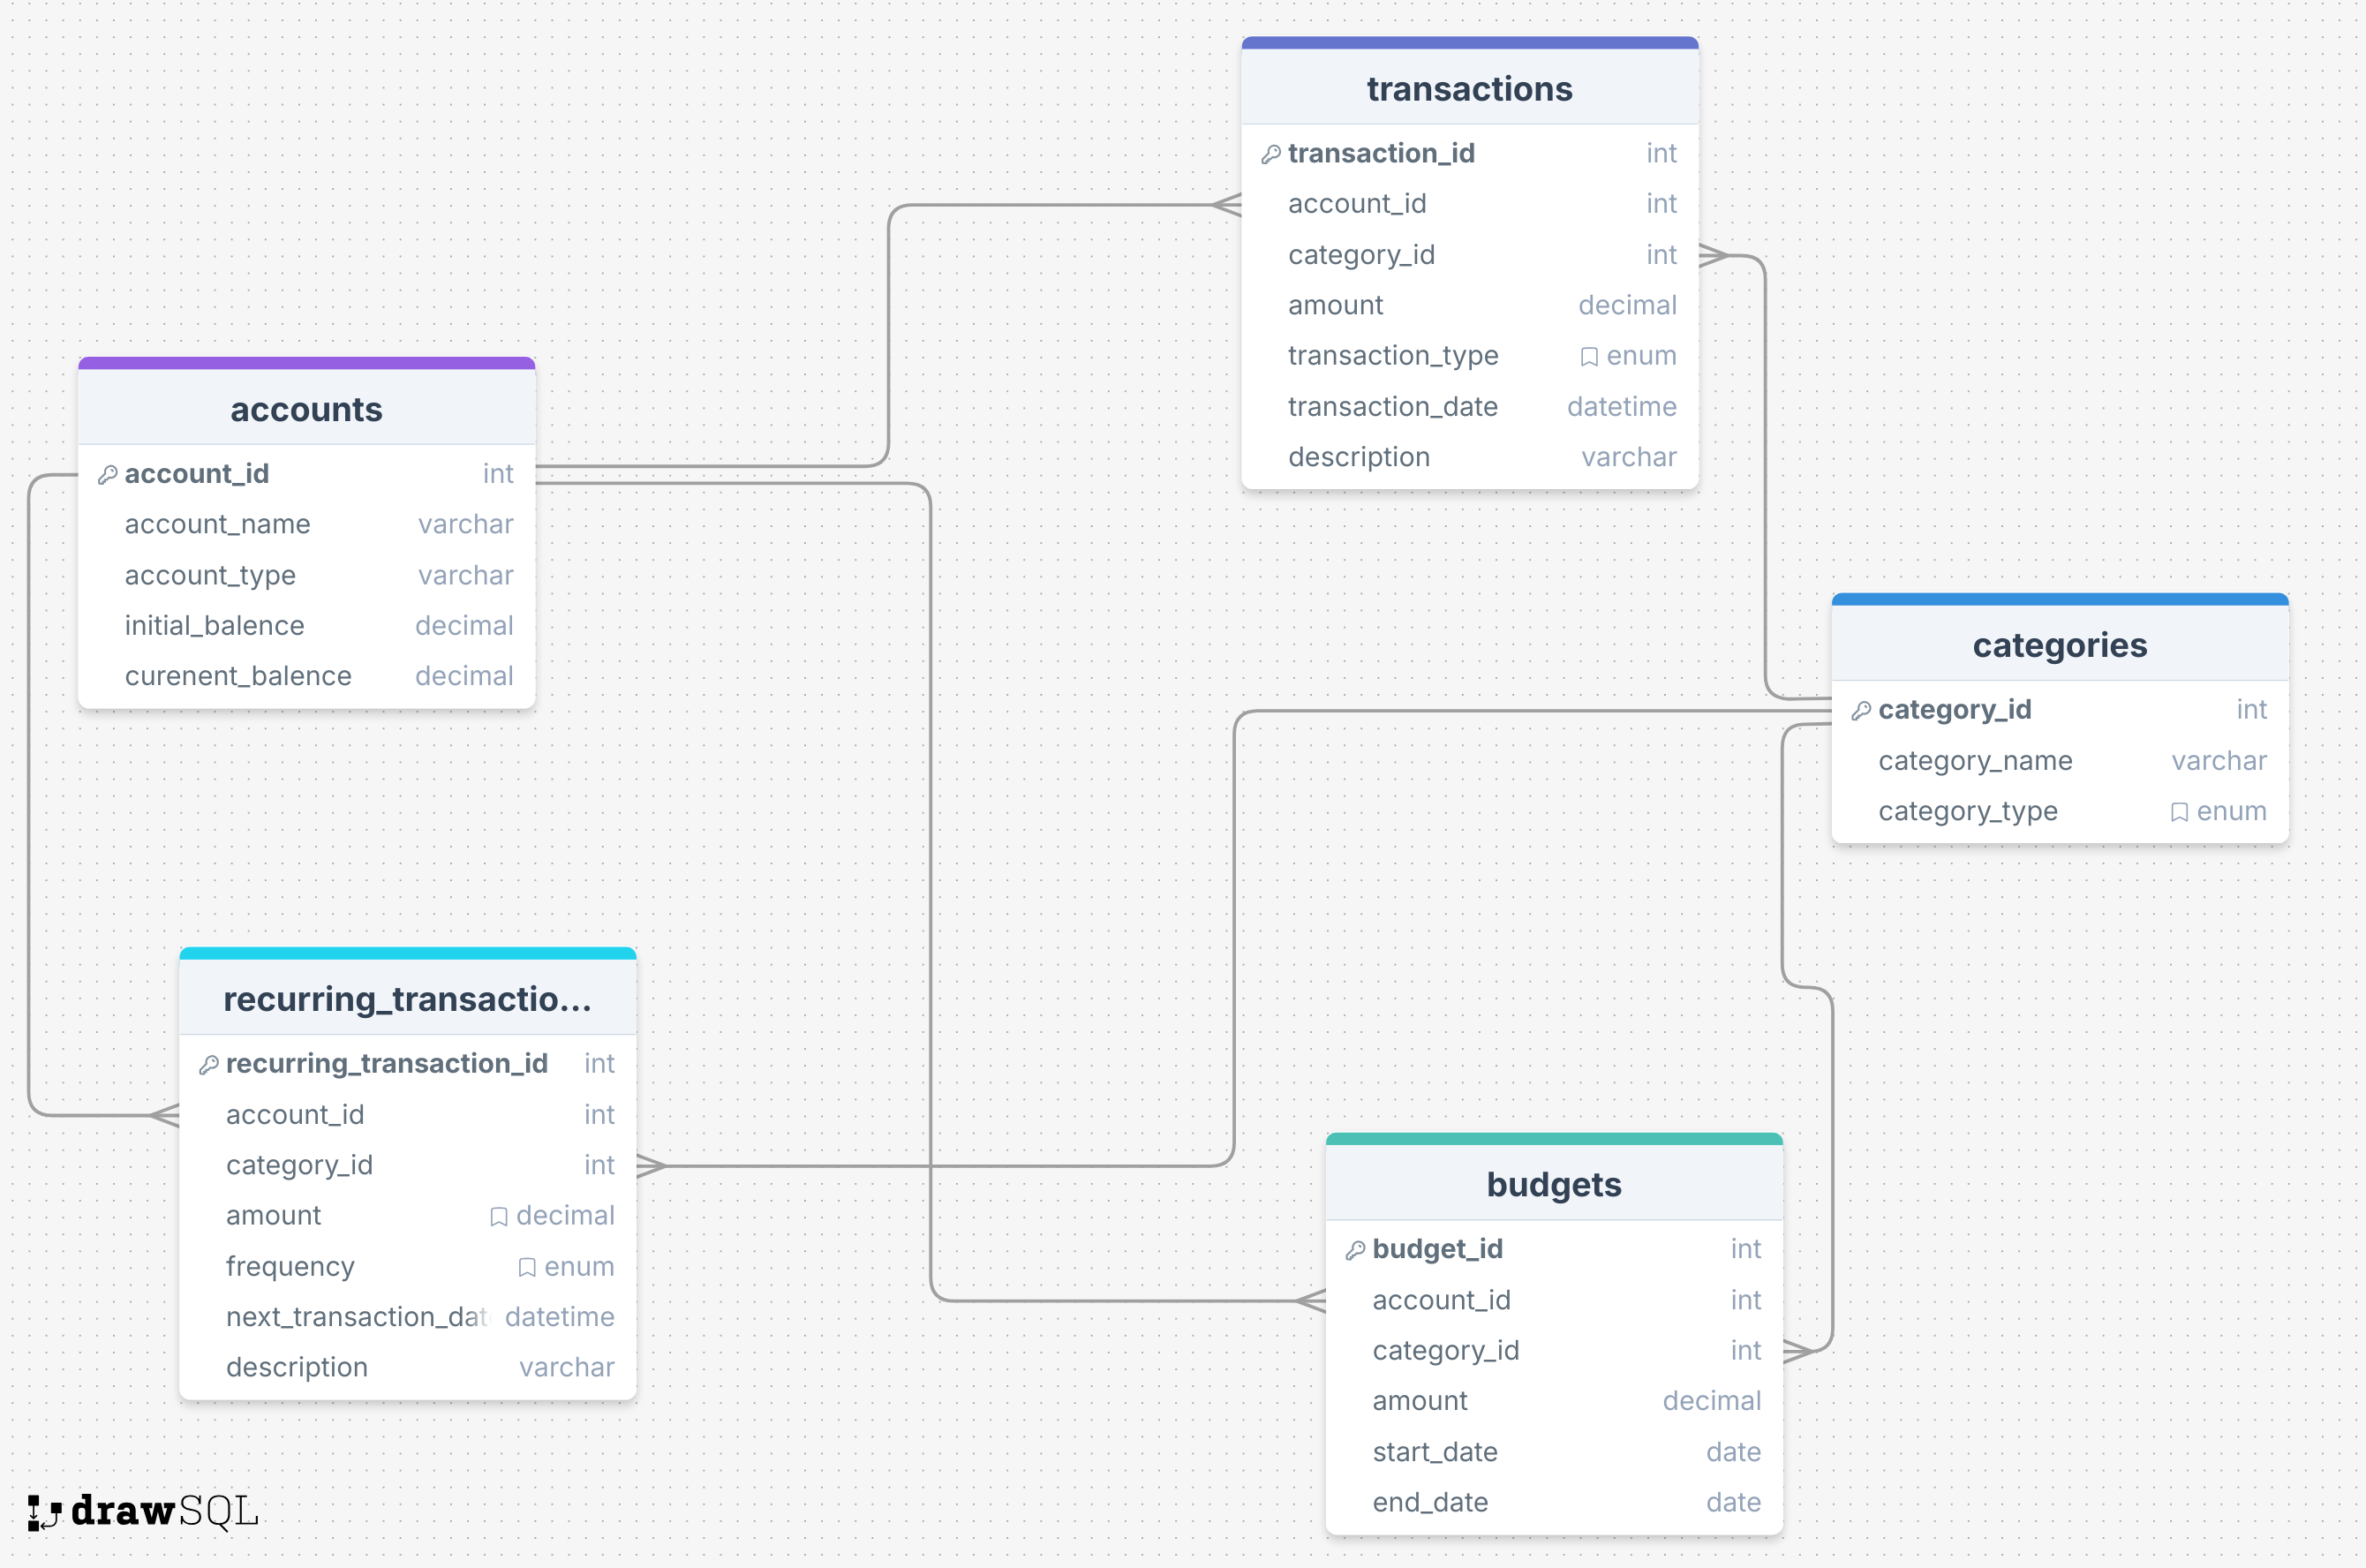 transactions
transaction_id int
account_id int
category_id int
amount decimal
transaction_type enum
transaction_date datetime
description varchar
accounts
account_id int
account_name varchar
account_type varchar
initial_balence decimal
curenent_balence decimal
categories
category_id int
category_name varchar
category_type enum
recurring_transactio...
recurring_transaction_id int
account_id int
category_id int
amount decimal
frequency enum
next_transaction_dat datetime
description varchar
budgets
budget_id int
account_id int
category_id int
amount decimal
start_date date
end_date date
drawSQL